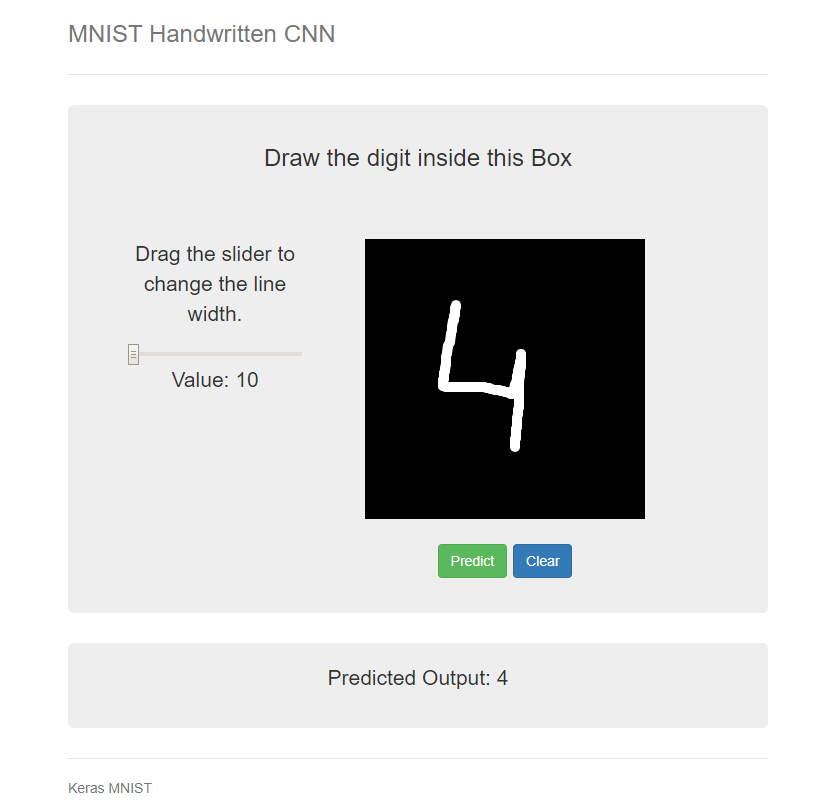 MNIST Handwritten CNN
Draw the digit inside this Box
Drag the slider to
change the line
width.
Value: 10
4
Predict Clear
Predicted Output: 4
Keras MNIST